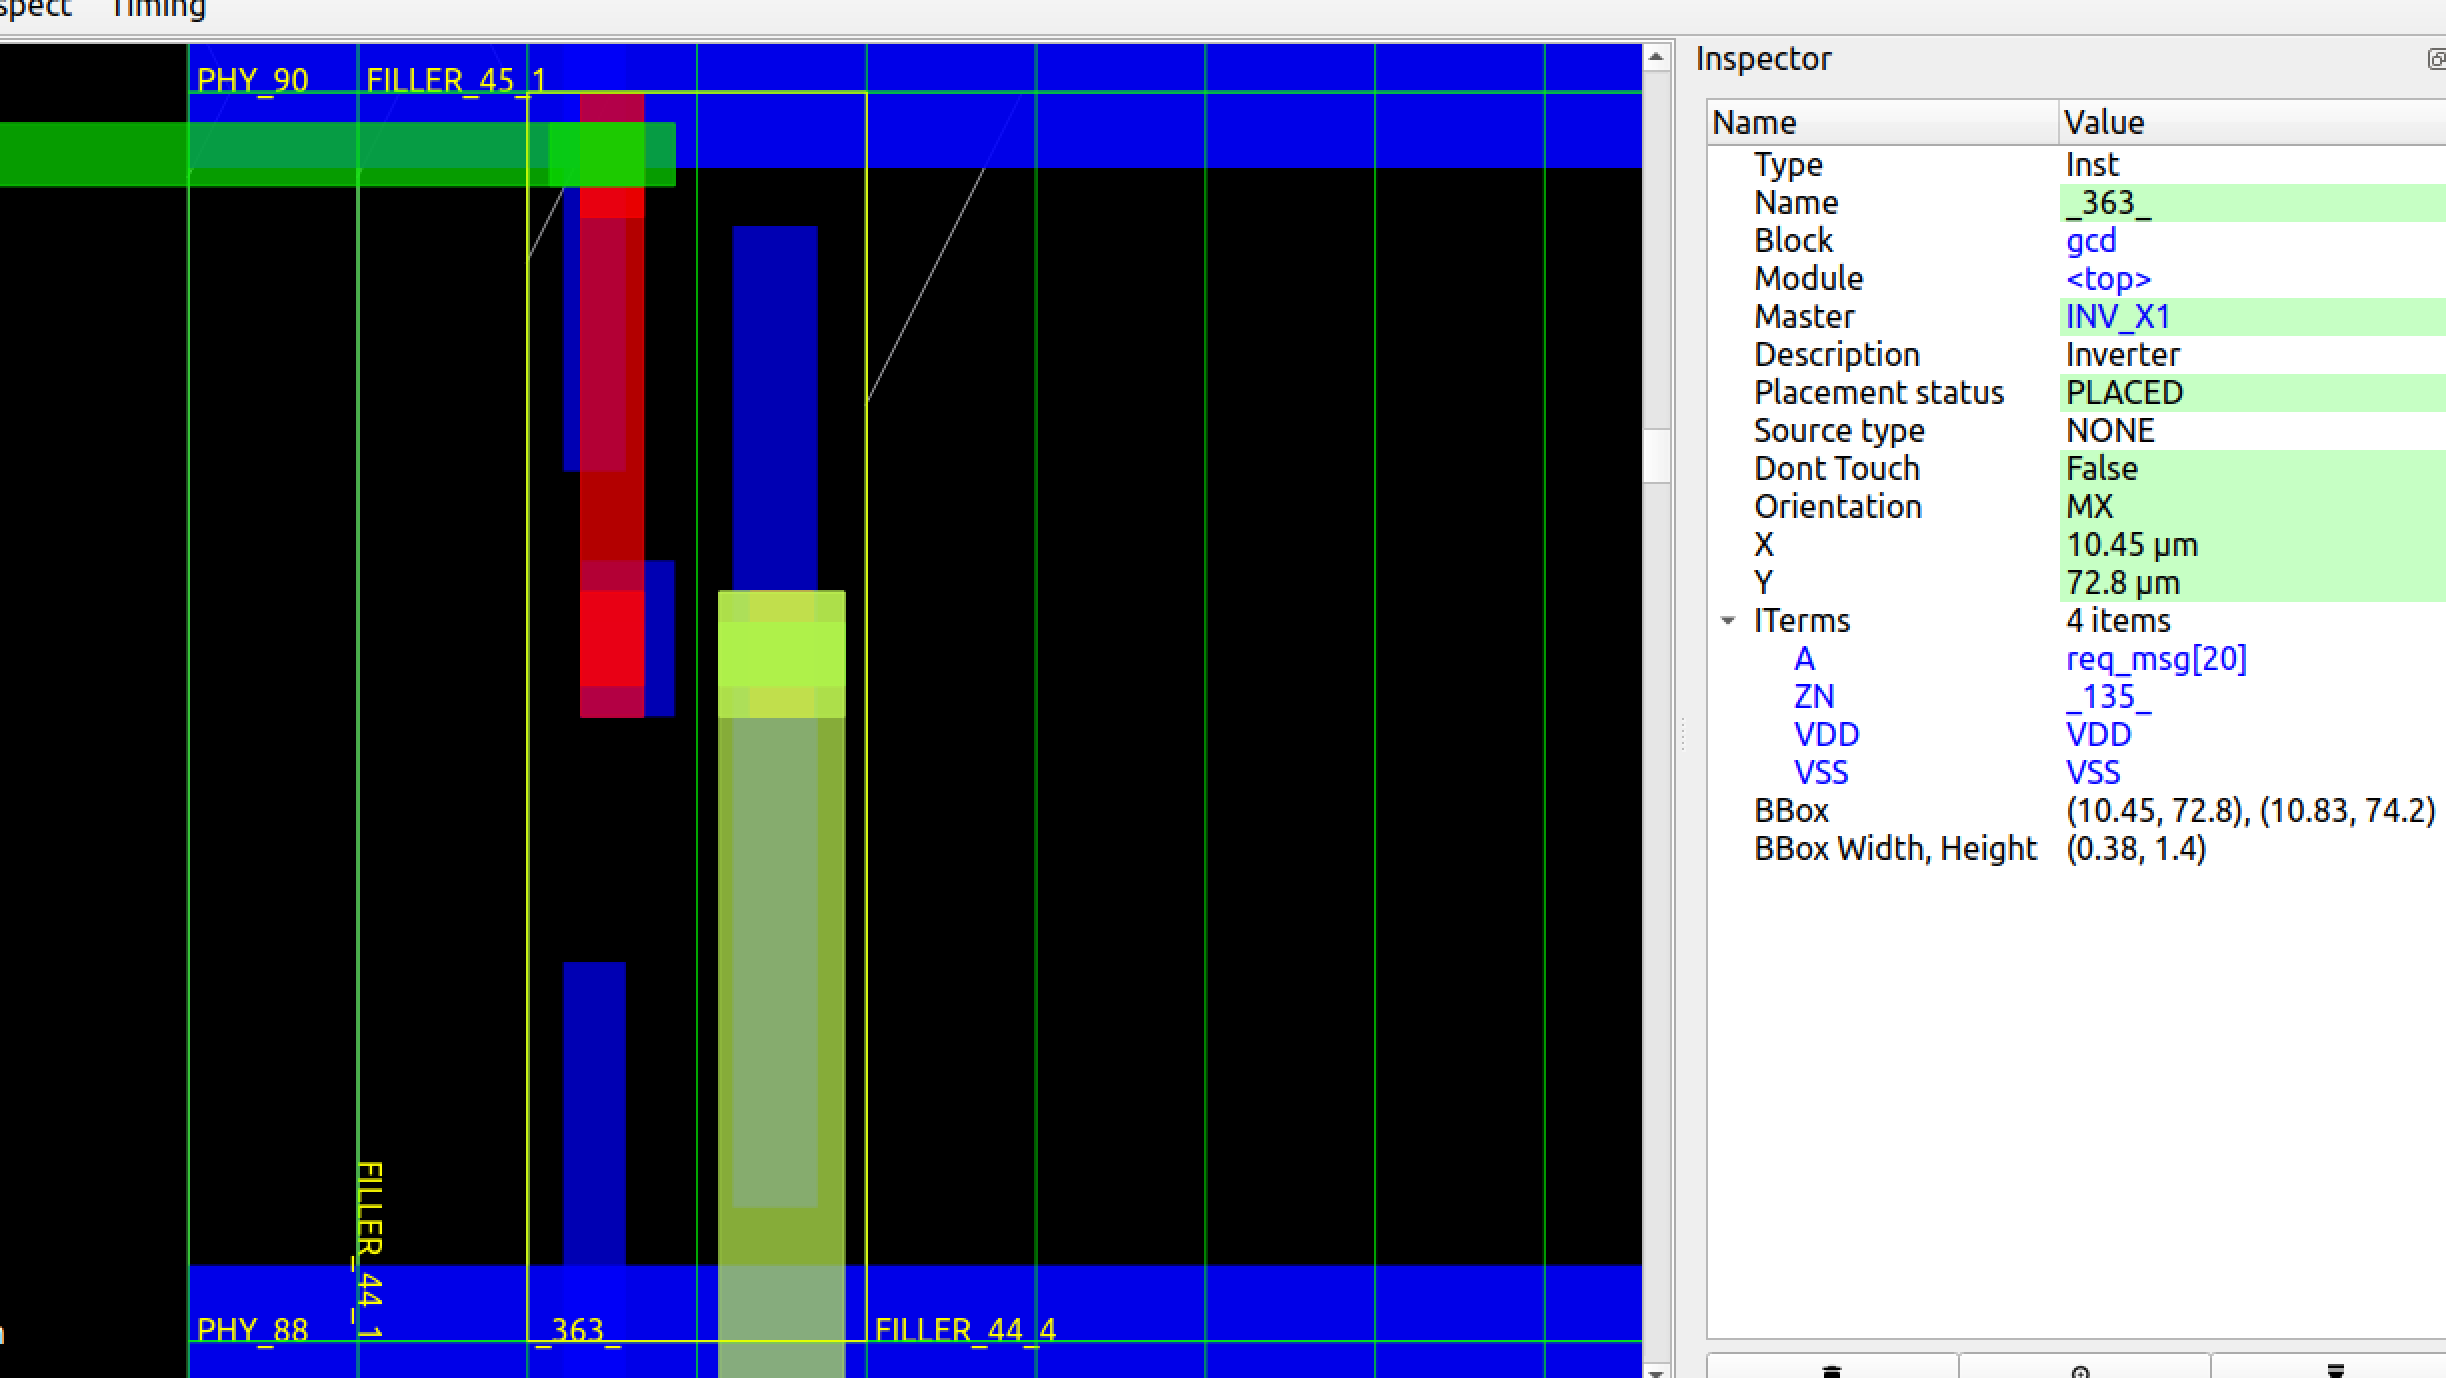 spect Timing
Inspector
Name Value
Type Inst
Name _363_
Block gcd
Module <top>
Master INV_X1
Description Inverter
Placement status PLACED
Source type NONE
Dont Touch False
Orientation MX
X 10.45 µm
Y 72.8 µm
ITerms 4 items
A req_msg[20]
ZN _135_
VDD VDD
VSS VSS
BBox (10.45, 72.8), (10.83, 74.2)
BBox Width, Height (0.38, 1.4)
PHY_90 FILLER_45_1
FILLER_44_1
PHY_88 _363_ FILLER_44_4